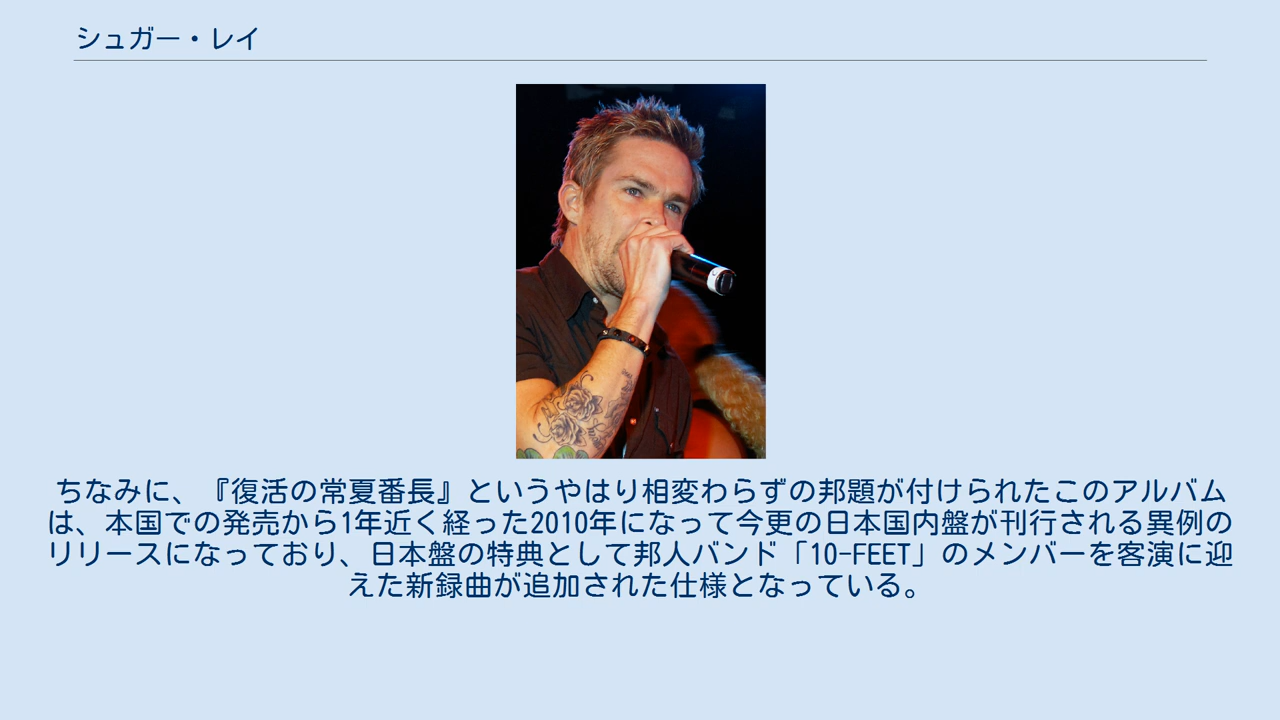 シュガー・レイ
ちなみに、『復活の常夏番長』というやはり相変わらずの邦題が付けられたこのアルバム
は、本国での発売から1年近く経った2010年になって今更の日本国内盤が刊行される異例の
リリースになっており、日本盤の特典として邦人バンド「10-FEET」のメンバーを客演に迎
えた新録曲が追加された仕様となっている。